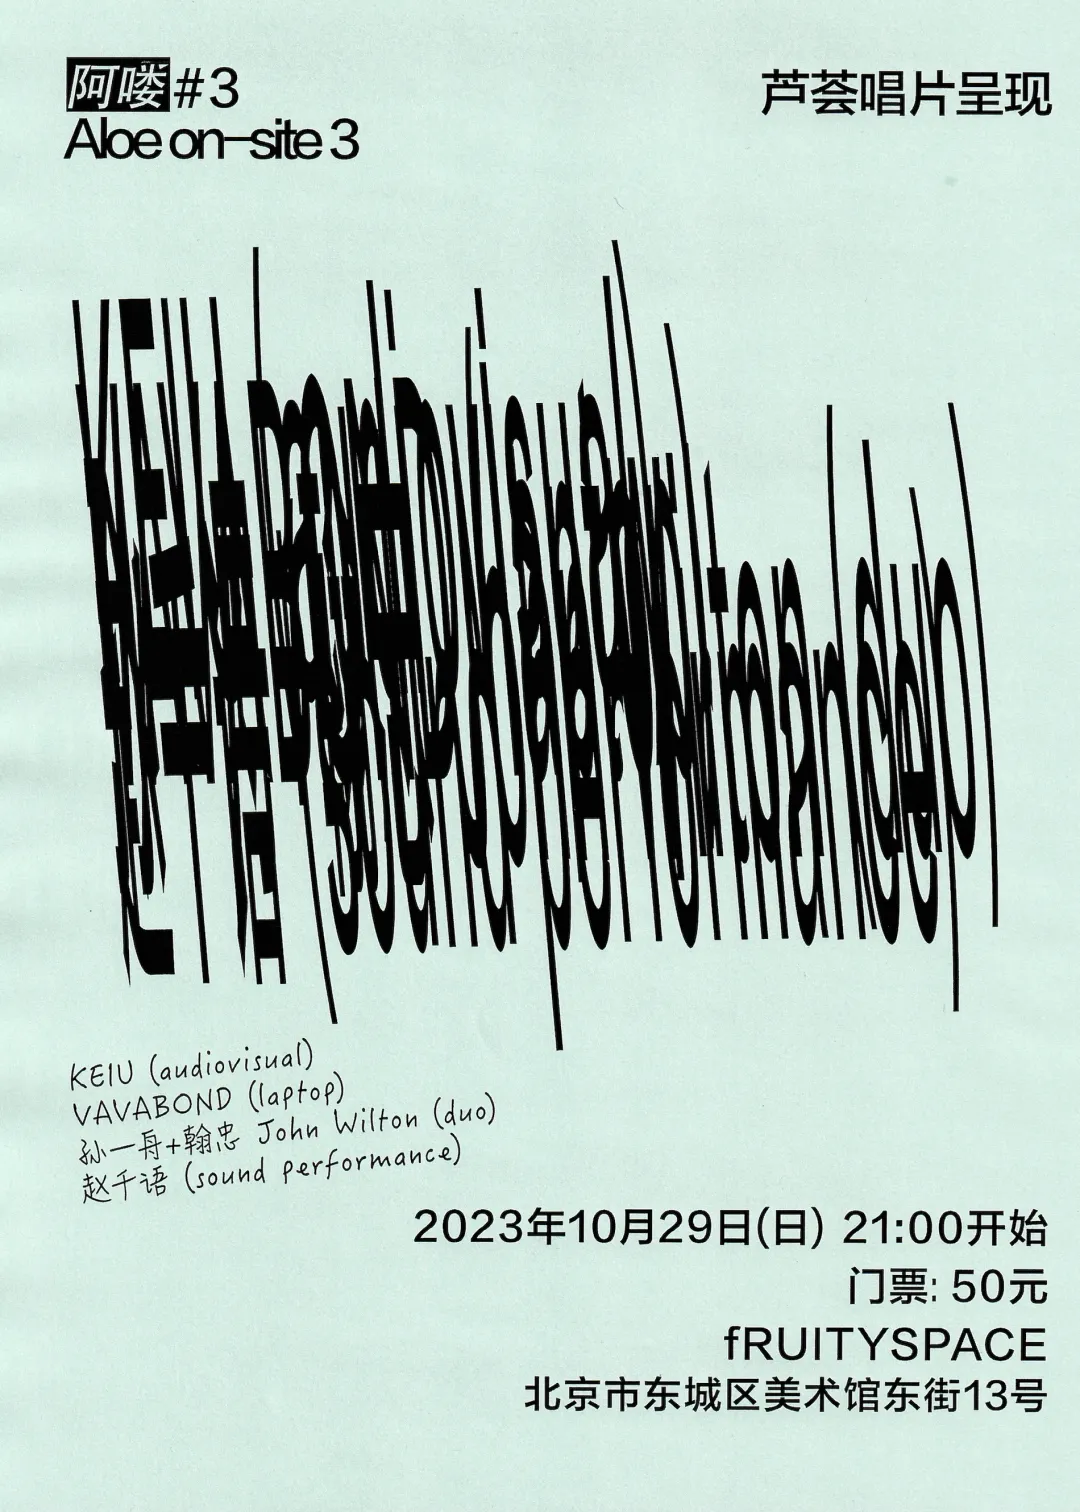 阿喽#3
Aloe on-site 3
芦荟唱片呈现
KEIU (audiovisual)
VAVABOND (laptop)
孙一舟+翰忠 John Wilton (duo)
赵千语 (sound performance)
2023年10月29日(日) 21:00开始
门票: 50元
fRUITYSPACE
北京市东城区美术馆东街13号